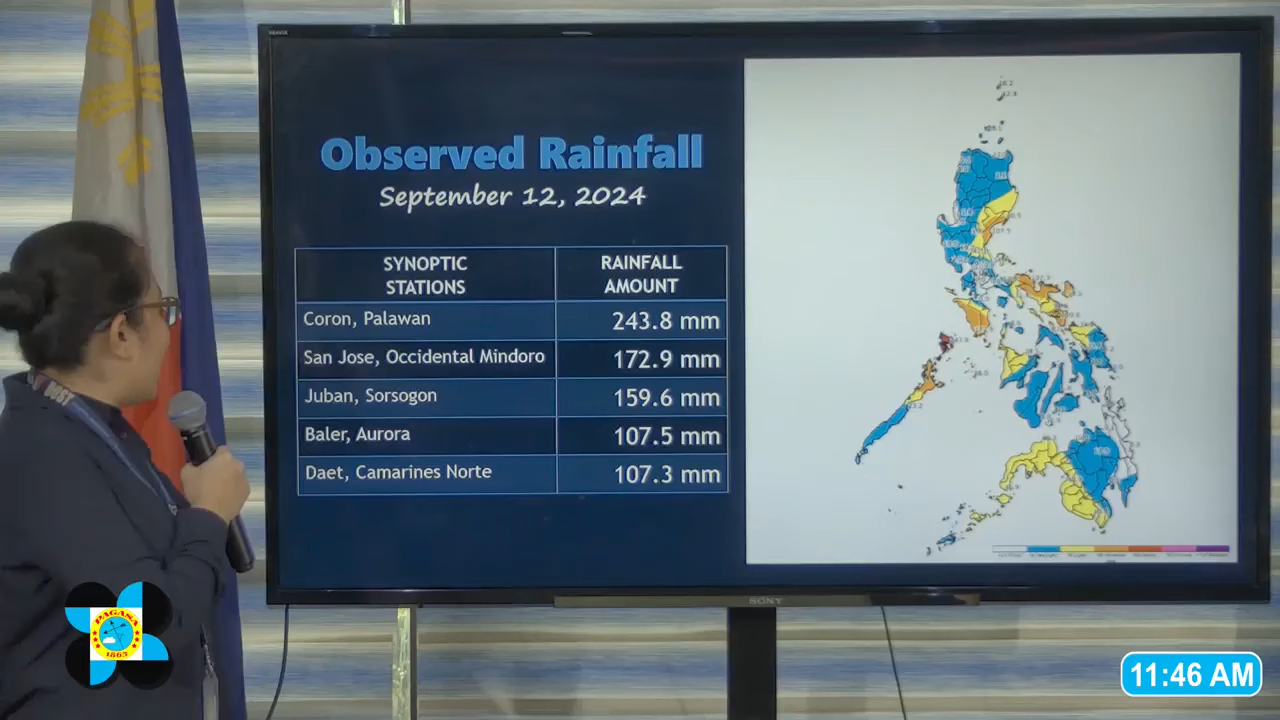 Observed Rainfall
September 12, 2024
SYNOPTIC STATIONS
RAINFALL AMOUNT
Coron, Palawan
243.8 mm
San Jose, Occidental Mindoro
172.9 mm
Juban, Sorsogon
159.6 mm
Baler, Aurora
107.5 mm
Daet, Camarines Norte
107.3 mm
SONY
PAGASA
1865
11:46 AM